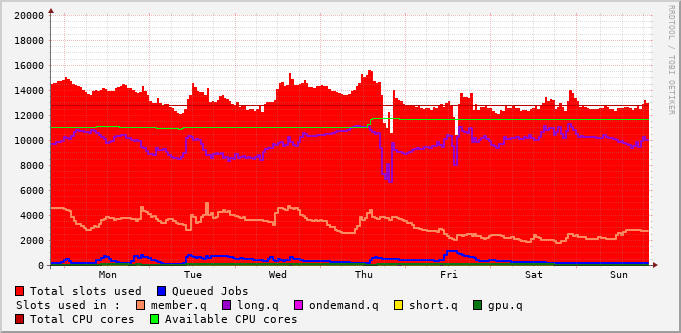 20000
18000
16000
14000
12000
10000
8000
6000
4000
2000
0
Mon Tue Wed Thu Fri Sat Sun
RRDTOOL / TOBI OETIKER
Total slots used Queued Jobs
Slots used in : member.q long.q ondemand.q short.q gpu.q
Total CPU cores Available CPU cores